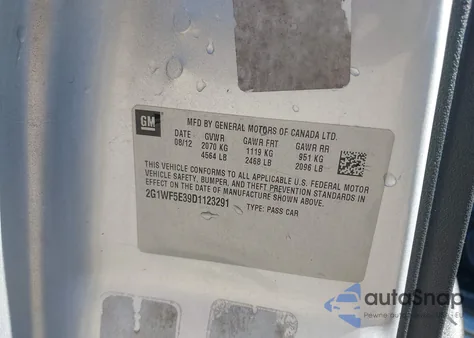 GM
MFD BY GENERAL MOTORS OF CANADA LTD.
DATE GVWR GAWR FRT GAWR RR
08/12 2070 KG 1119 KG 951 KG
4564 LB 2468 LB 2096 LB
THIS VEHICLE CONFORMS TO ALL APPLICABLE U.S. FEDERAL MOTOR
VEHICLE SAFETY, BUMPER, AND THEFT PREVENTION STANDARDS IN
EFFECT ON THE DATE OF MANUFACTURE SHOWN ABOVE.
2G1WF5E39D1123291 TYPE: PASS CAR
autoSnap